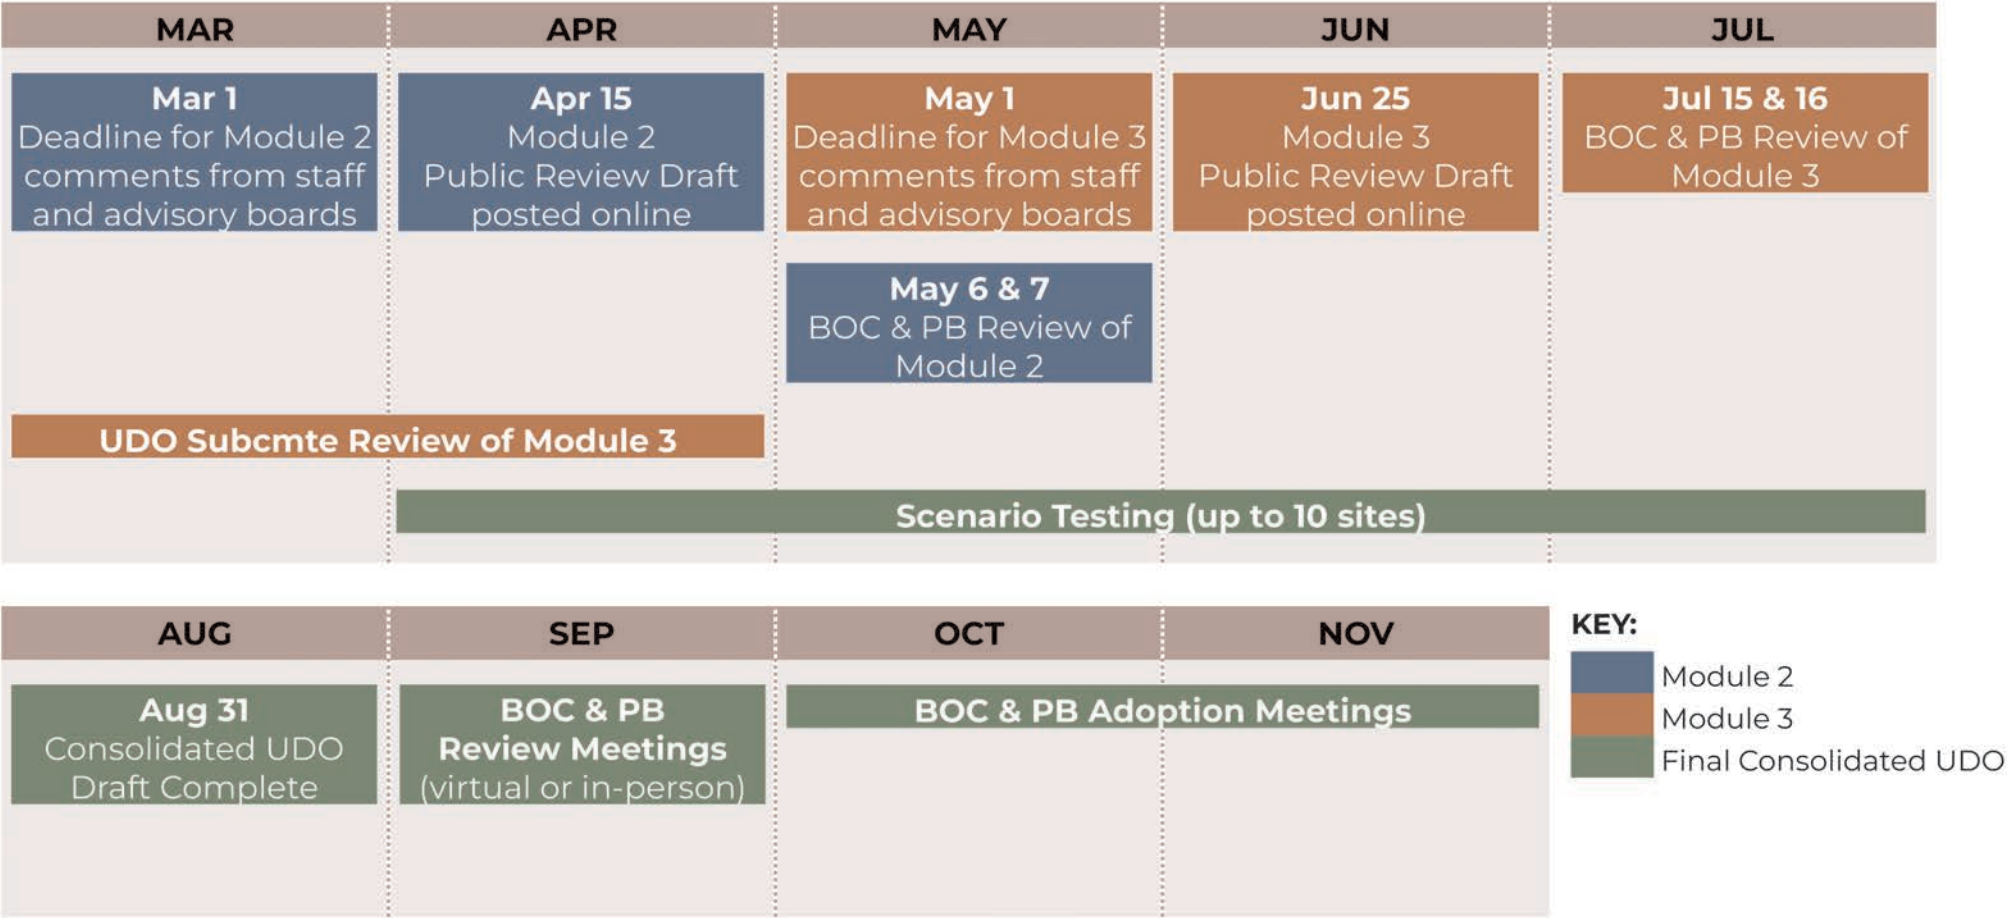 MAR
APR
MAY
JUN
JUL
Mar 1
Deadline for Module 2
comments from staff
and advisory boards
Apr 15
Module 2
Public Review Draft
posted online
May 1
Deadline for Module 3
comments from staff
and advisory boards
Jun 25
Module 3
Public Review Draft
posted online
Jul 15 & 16
BOC & PB Review of
Module 3
May 6 & 7
BOC & PB Review of
Module 2
UDO Subcmte Review of Module 3
Scenario Testing (up to 10 sites)
AUG
SEP
OCT
NOV
Aug 31
Consolidated UDO
Draft Complete
BOC & PB
Review Meetings
(virtual or in-person)
BOC & PB Adoption Meetings
KEY:
Module 2
Module 3
Final Consolidated UDO